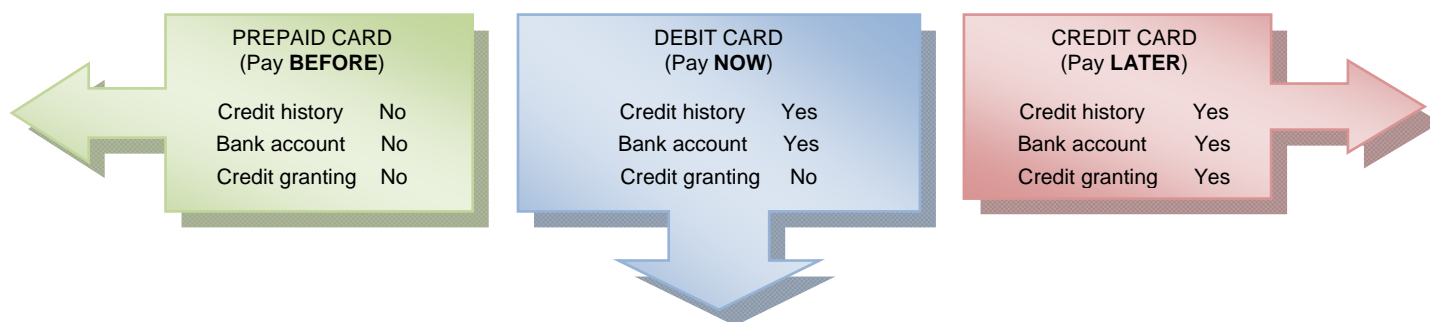 PREPAID CARD
(Pay BEFORE)
Credit history No
Bank account No
Credit granting No
DEBIT CARD
(Pay NOW)
Credit history Yes
Bank account Yes
Credit granting No
CREDIT CARD
(Pay LATER)
Credit history Yes
Bank account Yes
Credit granting Yes